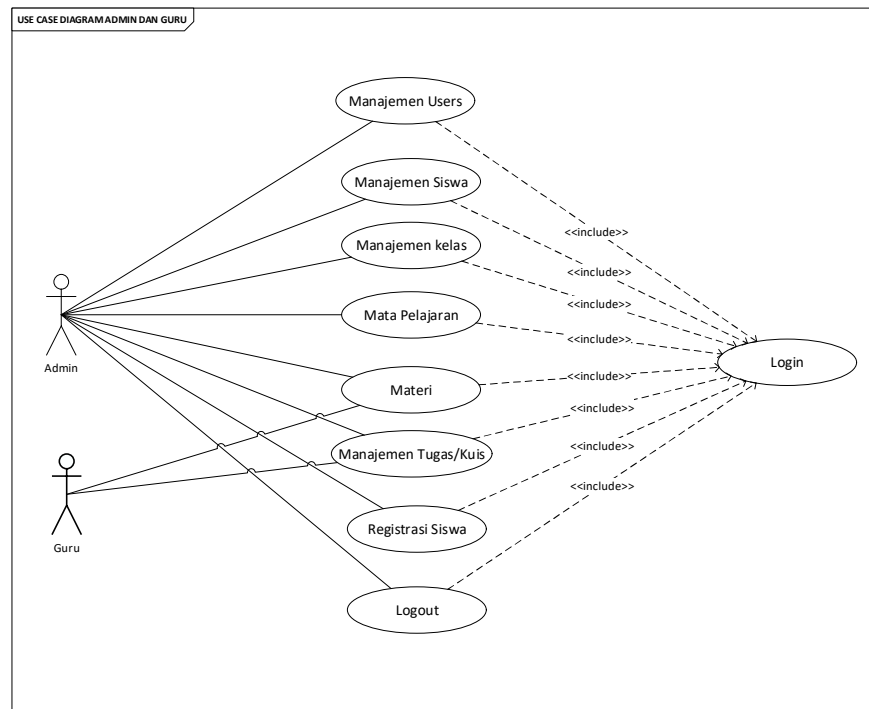 USE CASE DIAGRAM ADMIN DAN GURU
Manajemen Users
Manajemen Siswa
<<include>>
Manajemen kelas
<<include>>
<<include>>
Mata Pelajaran
<<include>>
Admin
Login
Materi
<<include>>
<<include>>
Manajemen Tugas/Kuis
<<include>>
<<include>>
Registrasi Siswa
Guru
Logout